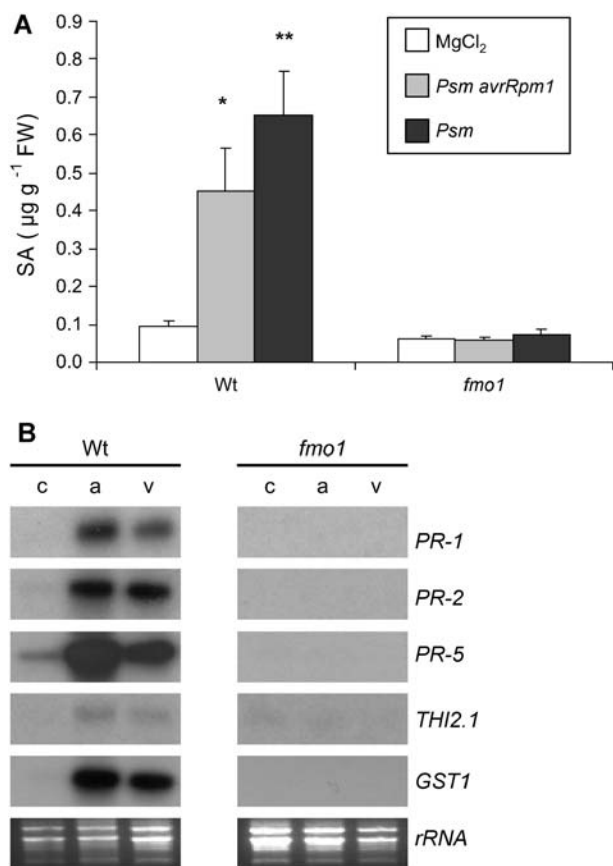 A
SA ( µg g⁻¹ FW)
0.9
0.8
0.7
0.6
0.5
0.4
0.3
0.2
0.1
0.0
*
**
MgCl₂
Psm avrRpm1
Psm
Wt
fmo1
B
Wt
fmo1
c a v
c a v
PR-1
PR-2
PR-5
THI2.1
GST1
rRNA